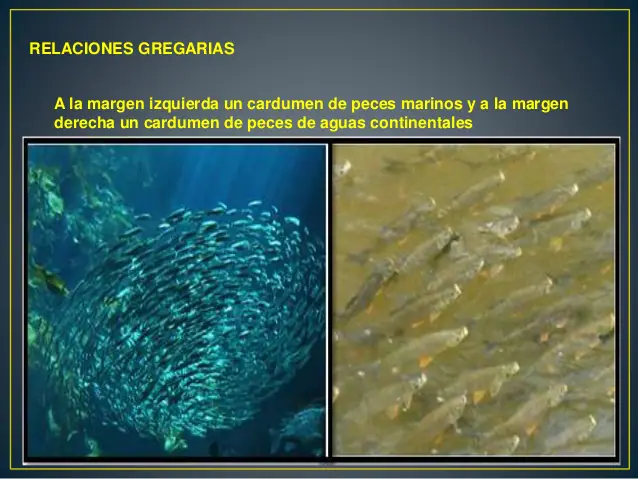 RELACIONES GREGARIAS
A la margen izquierda un cardumen de peces marinos y a la margen
derecha un cardumen de peces de aguas continentales